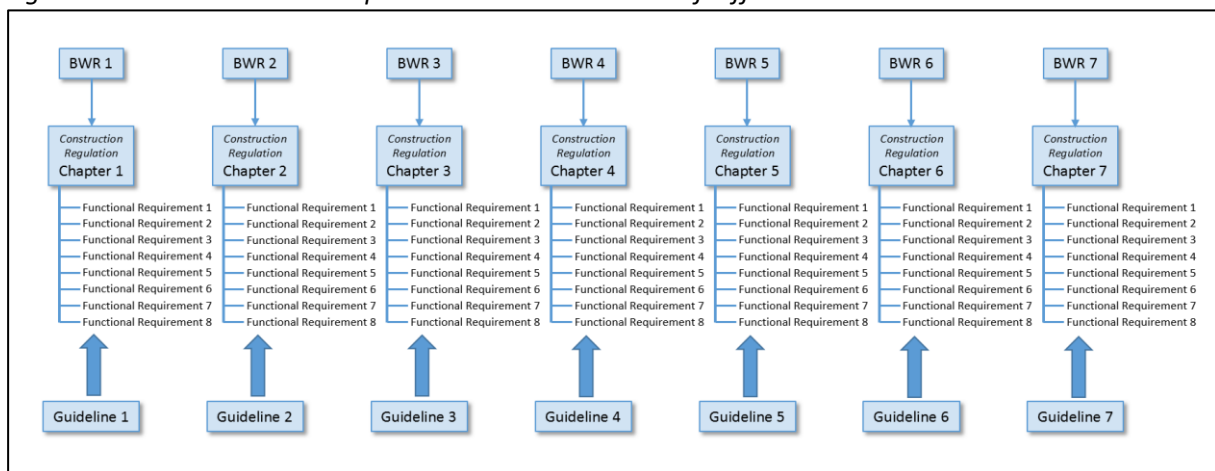 BWR 1
BWR 2
BWR 3
BWR 4
BWR 5
BWR 6
BWR 7
Construction
Regulation
Chapter 1
Construction
Regulation
Chapter 2
Construction
Regulation
Chapter 3
Construction
Regulation
Chapter 4
Construction
Regulation
Chapter 5
Construction
Regulation
Chapter 6
Construction
Regulation
Chapter 7
Functional Requirement 1
Functional Requirement 2
Functional Requirement 3
Functional Requirement 4
Functional Requirement 5
Functional Requirement 6
Functional Requirement 7
Functional Requirement 8
Functional Requirement 1
Functional Requirement 2
Functional Requirement 3
Functional Requirement 4
Functional Requirement 5
Functional Requirement 6
Functional Requirement 7
Functional Requirement 8
Functional Requirement 1
Functional Requirement 2
Functional Requirement 3
Functional Requirement 4
Functional Requirement 5
Functional Requirement 6
Functional Requirement 7
Functional Requirement 8
Functional Requirement 1
Functional Requirement 2
Functional Requirement 3
Functional Requirement 4
Functional Requirement 5
Functional Requirement 6
Functional Requirement 7
Functional Requirement 8
Functional Requirement 1
Functional Requirement 2
Functional Requirement 3
Functional Requirement 4
Functional Requirement 5
Functional Requirement 6
Functional Requirement 7
Functional Requirement 8
Functional Requirement 1
Functional Requirement 2
Functional Requirement 3
Functional Requirement 4
Functional Requirement 5
Functional Requirement 6
Functional Requirement 7
Functional Requirement 8
Functional Requirement 1
Functional Requirement 2
Functional Requirement 3
Functional Requirement 4
Functional Requirement 5
Functional Requirement 6
Functional Requirement 7
Functional Requirement 8
Guideline 1
Guideline 2
Guideline 3
Guideline 4
Guideline 5
Guideline 6
Guideline 7